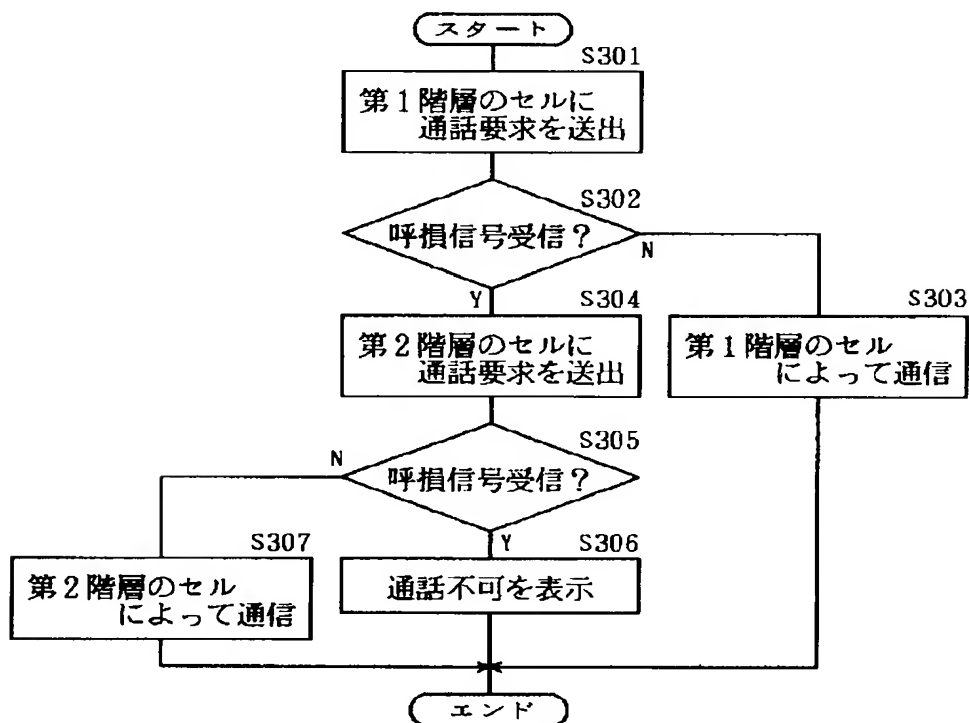 スタート
S301
第1階層のセルに
通話要求を送出
S302
呼損信号受信?
N
Y
S304
S303
第2階層のセルに
通話要求を送出
第1階層のセル
によって通信
S305
N
呼損信号受信?
S307
Y
S306
第2階層のセル
によって通信
通話不可を表示
エンド